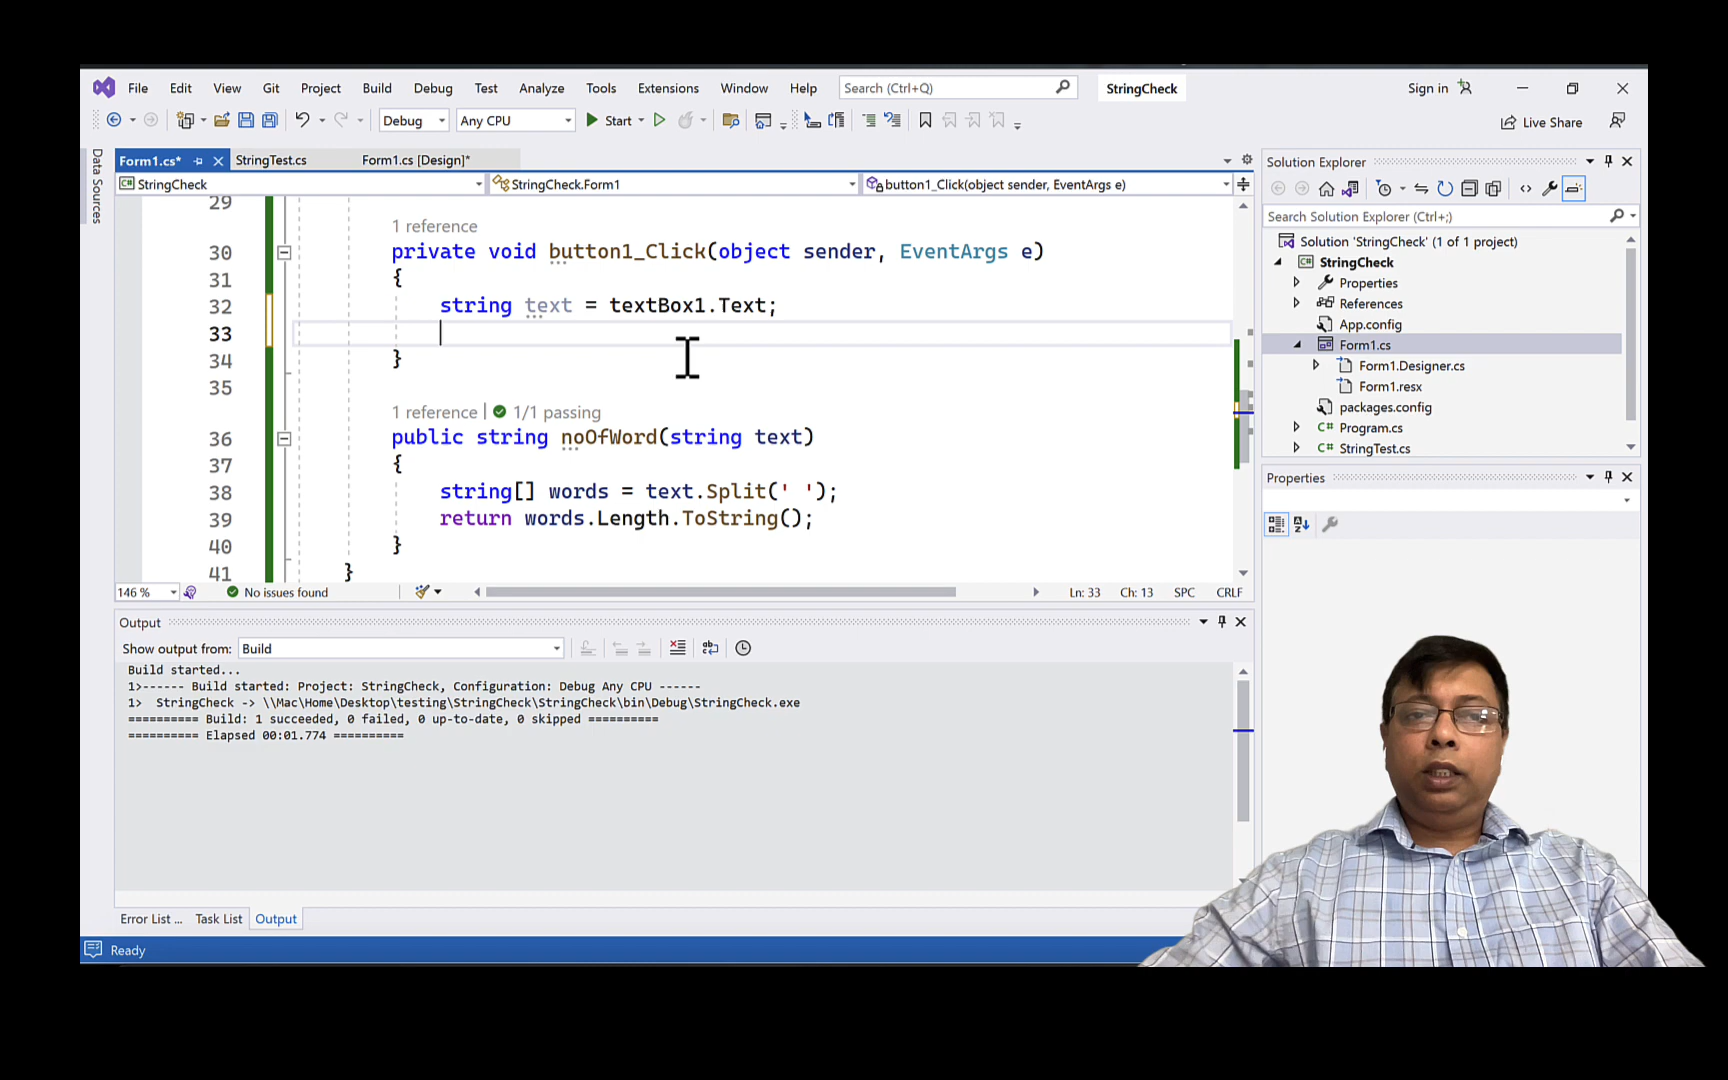 File Edit View Git Project Build Debug Test Analyze Tools Extensions Window Help Search (Ctrl+Q) StringCheck Sign in
Debug Any CPU Start Live Share
Data Sources
Form1.cs* StringTest.cs Form1.cs [Design]*
StringCheck StringCheck.Form1 button1_Click(object sender, EventArgs e)
29
1 reference
30 private void button1_Click(object sender, EventArgs e)
31 {
32 string text = textBox1.Text;
33
34 }
35
1 reference | 1/1 passing
36 public string noOfWord(string text)
37 {
38 string[] words = text.Split(' ');
39 return words.Length.ToString();
40 }
41 }
146 % No issues found Ln: 33 Ch: 13 SPC CRLF
Output
Show output from: Build
Build started...
1>------ Build started: Project: StringCheck, Configuration: Debug Any CPU ------
1> StringCheck -> \\Mac\Home\Desktop\testing\StringCheck\StringCheck\bin\Debug\StringCheck.exe
========== Build: 1 succeeded, 0 failed, 0 up-to-date, 0 skipped ==========
========== Elapsed 00:01.774 ==========
Error List ... Task List Output
Ready
Solution Explorer
Search Solution Explorer (Ctrl+;)
Solution 'StringCheck' (1 of 1 project)
C# StringCheck
Properties
References
App.config
Form1.cs
Form1.Designer.cs
Form1.resx
packages.config
C# Program.cs
C# StringTest.cs
Properties